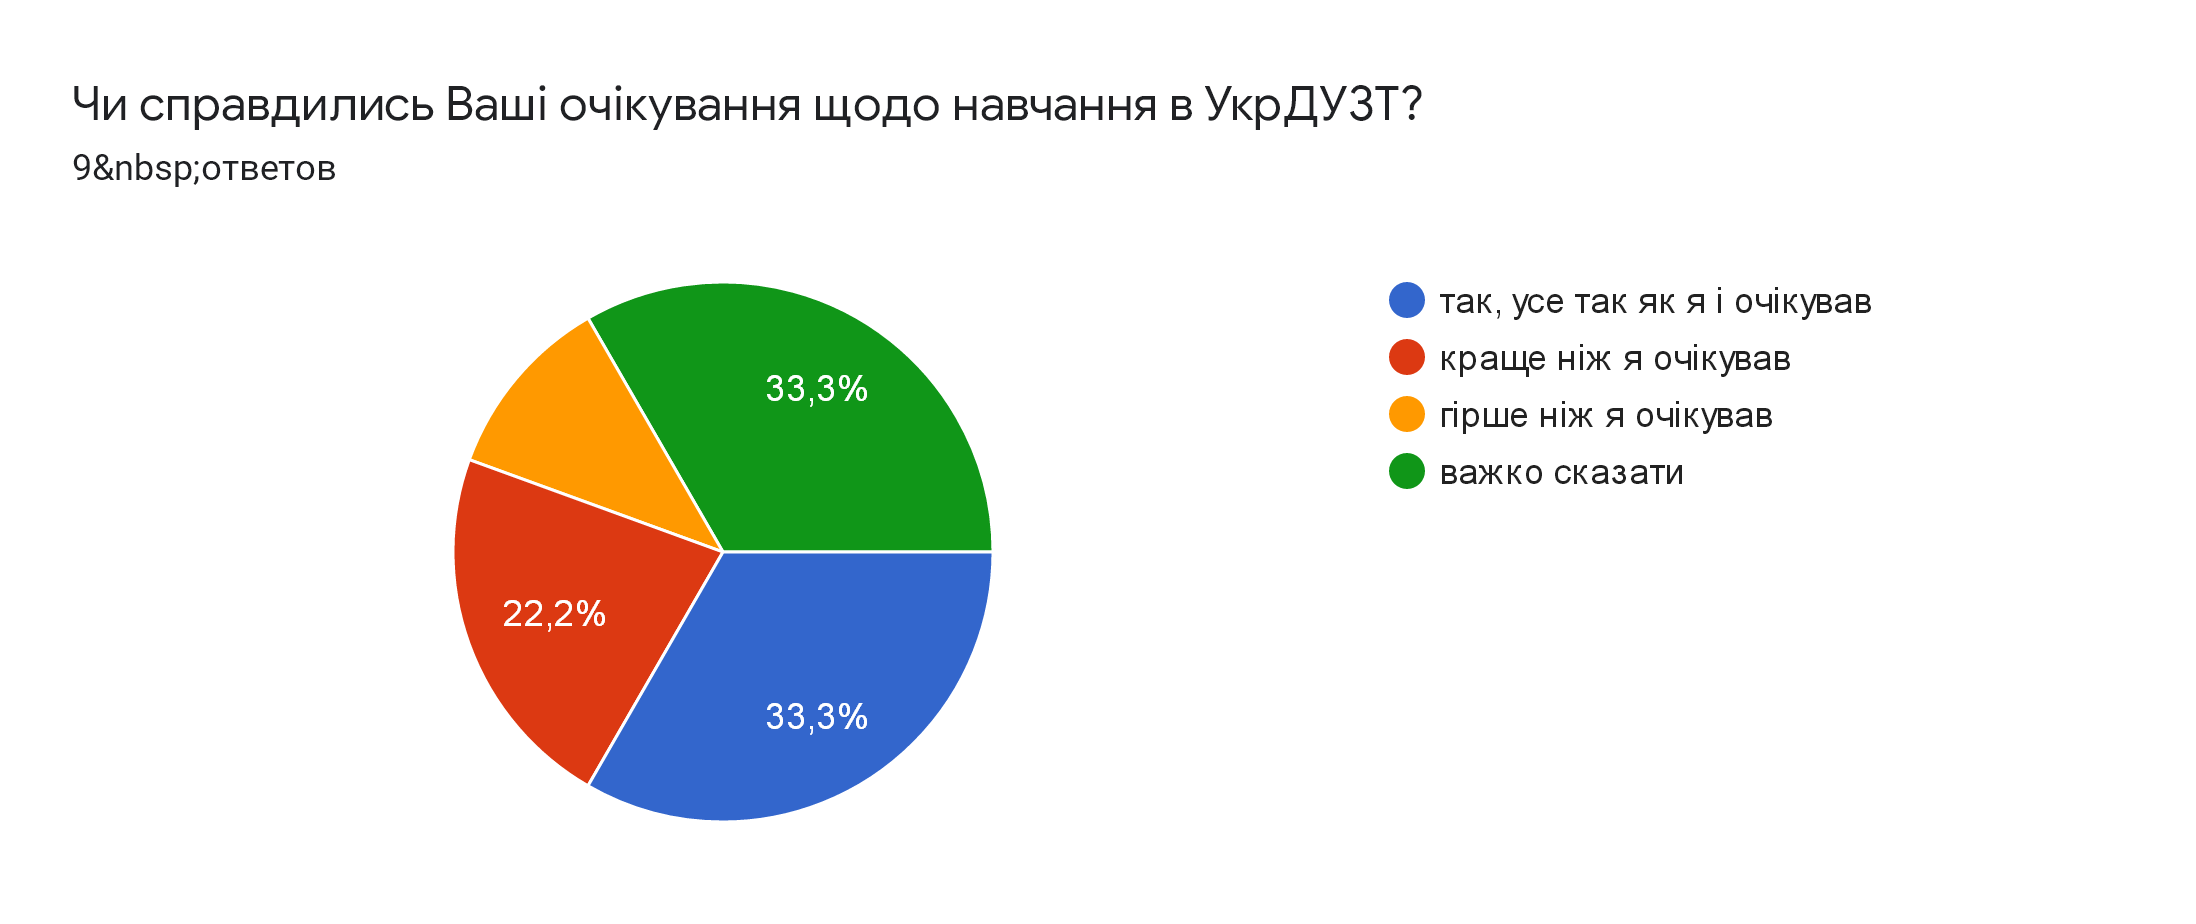 Чи справдились Ваші очікування щодо навчання в УкрДУЗТ?
9&nbsp;ответов
так, усе так як я і очікував
краще ніж я очікував
гірше ніж я очікував
важко сказати
33,3%
22,2%
33,3%